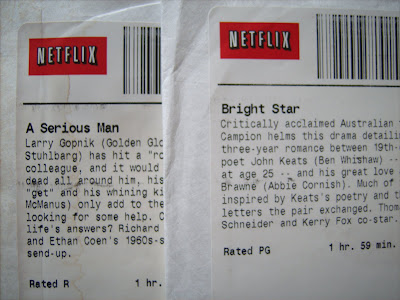 NETFLIX
A Serious Man
Larry Gopnik (Golden Glo
Stuhlbarg) has hit a "ro
colleague, and it would
dead all around him, his
"get" and his whining ki
McManus) only add to the
looking for some help. C
life's answers? Richard
and Ethan Coen's 1960s-s
send-up.
Rated R 1 hr.
NETFLIX
Bright Star
Critically acclaimed Australian
Campion helms this drama detailin
three-year romance between 19th-
poet John Keats (Ben Whishaw) --
at age 25 -- and his great love
Brawne (Abbie Cornish). Much of
inspired by Keats's poetry and th
letters the pair exchanged. Thoma
Schneider and Kerry Fox co-star.
Rated PG 1 hr. 59 min.